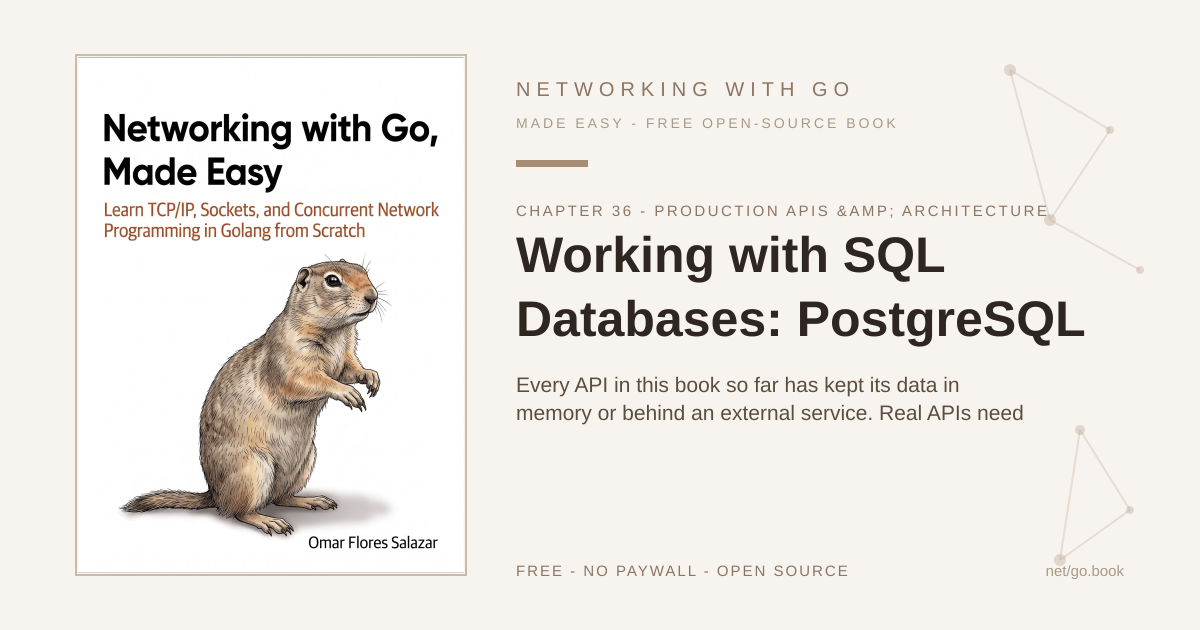 Networking with Go,
Made Easy
Learn TCP/IP, Sockets, and Concurrent Network
Programming in Golang from Scratch
Omar Flores Salazar
NETWORKING WITH GO
MADE EASY - FREE OPEN-SOURCE BOOK
CHAPTER 36 - PRODUCTION APIS &AMP; ARCHITECTURE
Working with SQL
Databases: PostgreSQL
Every API in this book so far has kept its data in
memory or behind an external service. Real APIs need
FREE - NO PAYWALL - OPEN SOURCE
net/go.book